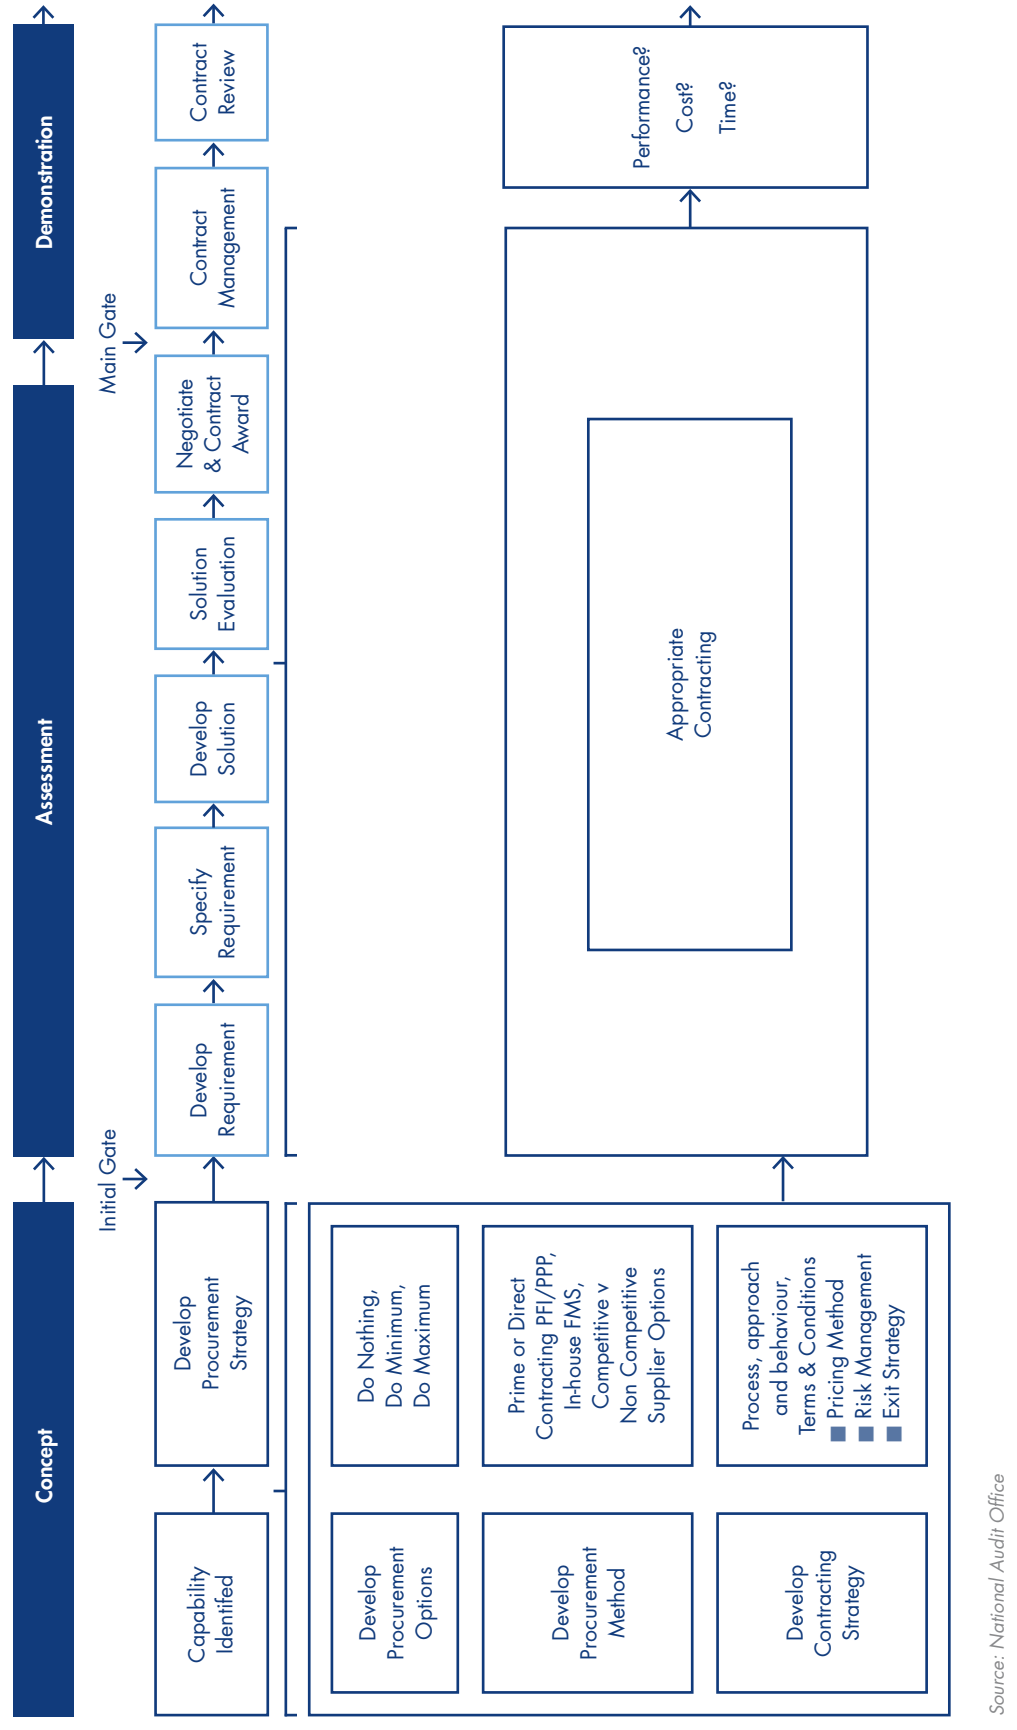 Concept
Assessment
Demonstration
Initial Gate
Main Gate
Capability
Identifed
Develop
Procurement
Strategy
Develop
Requirement
Specify
Requirement
Develop
Solution
Solution
Evaluation
Negotiate
& Contract
Award
Contract
Management
Contract
Review
Develop
Procurement
Options
Do Nothing,
Do Minimum,
Do Maximum
Develop
Procurement
Method
Prime or Direct
Contracting PFI/PPP,
In-house FMS,
Competitive v
Non Competitive
Supplier Options
Develop
Contracting
Strategy
Process, approach
and behaviour,
Terms & Conditions
Pricing Method
Risk Management
Exit Strategy
Appropriate
Contracting
Performance?
Cost?
Time?
Source: National Audit Office